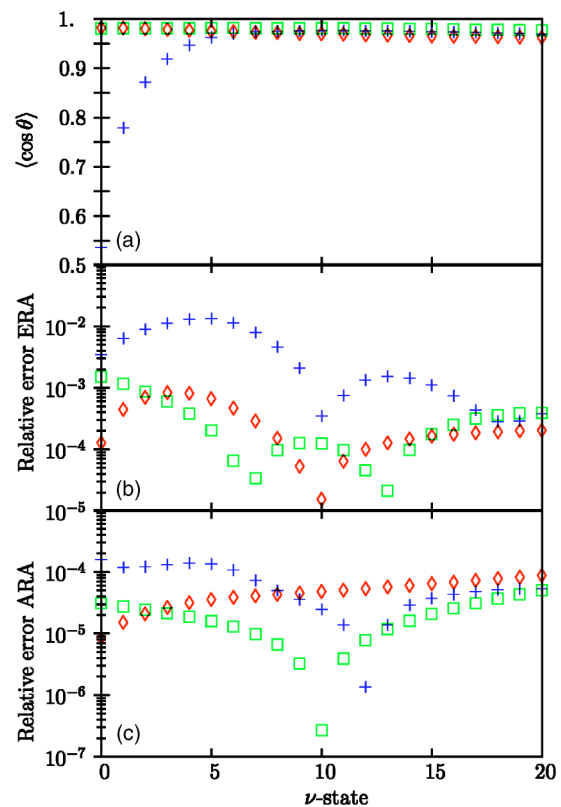 1.
0.9
0.8
0.7
0.6
0.5
⟨cos θ⟩
(a)
10⁻²
10⁻³
10⁻⁴
10⁻⁵
Relative error ERA
(b)
10⁻⁴
10⁻⁵
10⁻⁶
10⁻⁷
Relative error ARA
(c)
0 5 10 15 20
ν-state